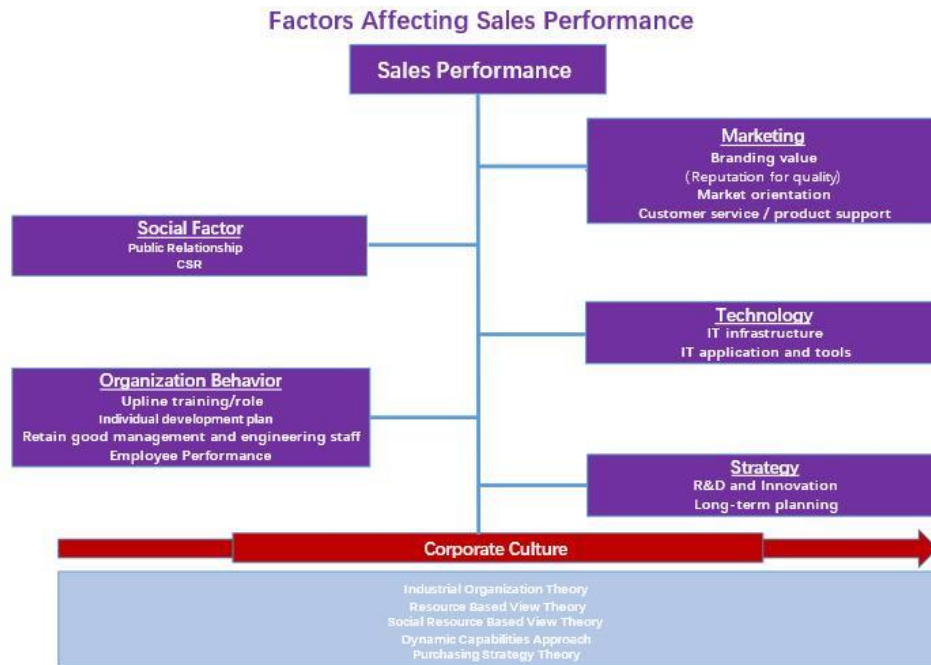 Factors Affecting Sales Performance
Sales Performance
Marketing
Branding value
(Reputation for quality)
Market orientation
Customer service / product support
Social Factor
Public Relationship
CSR
Technology
IT infrastructure
IT application and tools
Organization Behavior
Upline training/role
Individual development plan
Retain good management and engineering staff
Employee Performance
Strategy
R&D and Innovation
Long-term planning
Corporate Culture
Industrial Organization Theory
Resource Based View Theory
Social Resource Based View Theory
Dynamic Capabilities Approach
Purchasing Strategy Theory